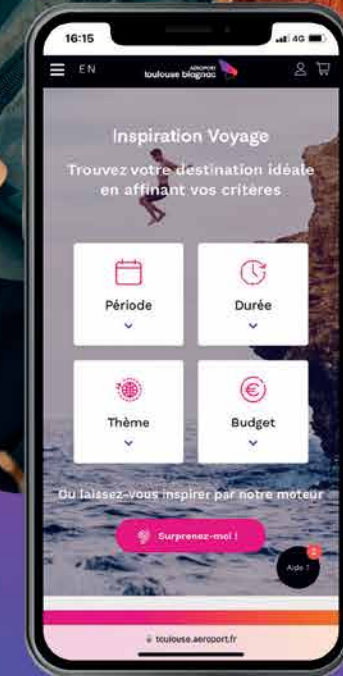 16:15
4G
EN
AÉROPORT
toulouse blagnac
Inspiration Voyage
Trouvez votre destination idéale
en affinant vos critères
Période
Durée
Thème
Budget
Ou laissez-vous inspirer par notre moteur
Surprenez-moi !
Aide ?
toulouse.aeroport.fr